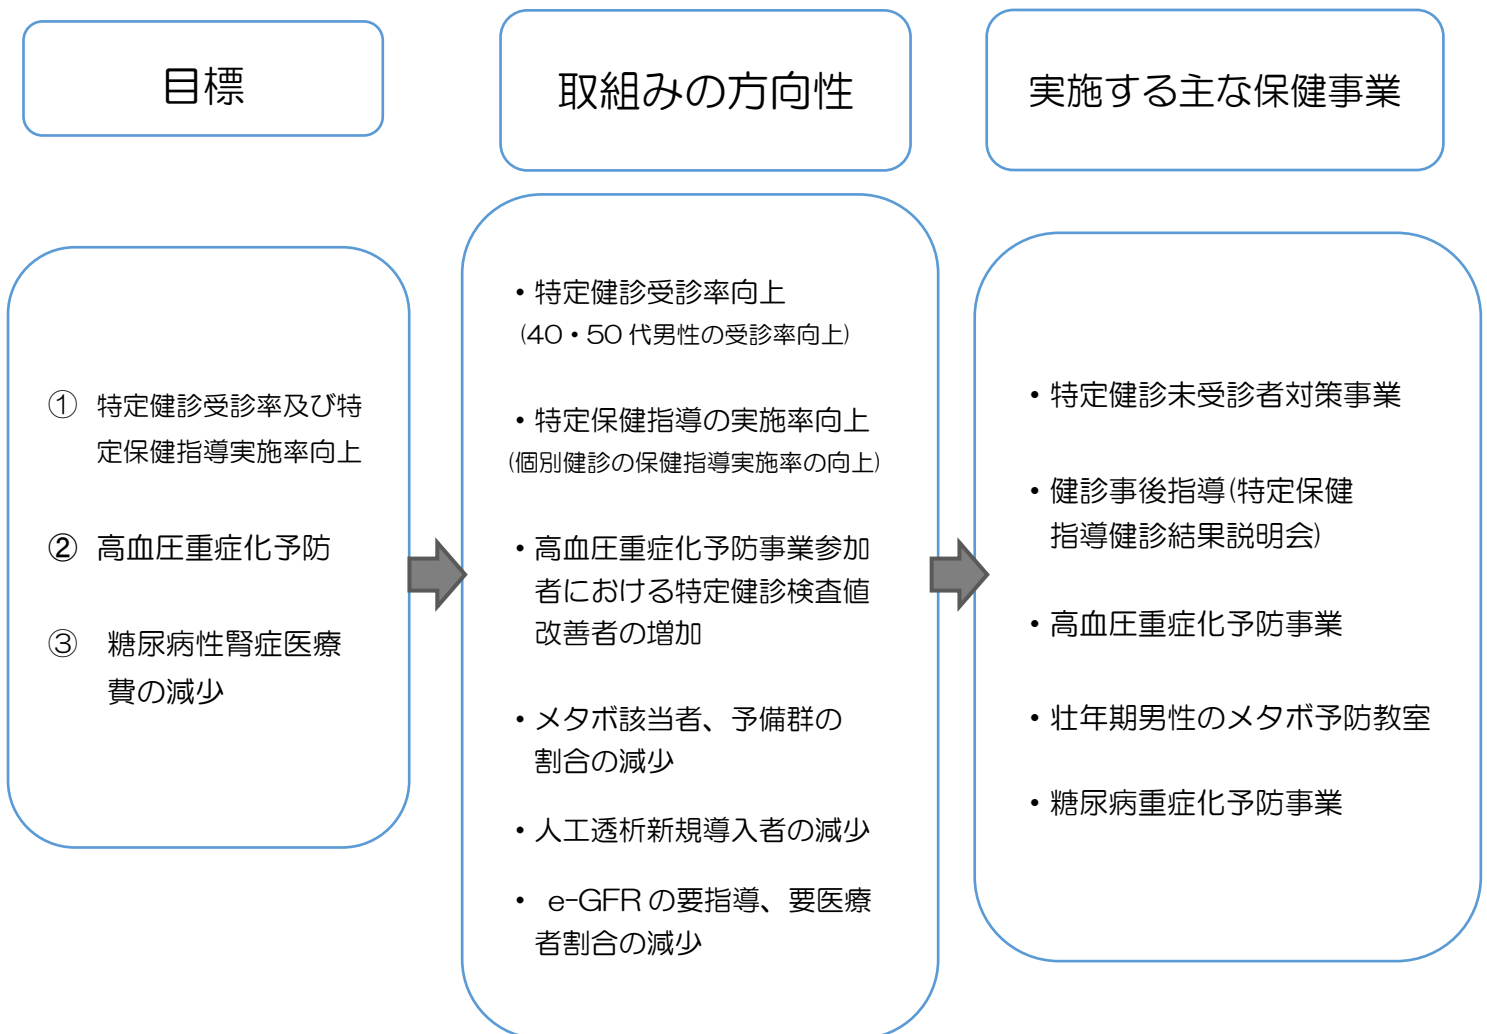 目標
取組みの方向性
実施する主な保健事業
① 特定健診受診率及び特
定保健指導実施率向上
② 高血圧重症化予防
③ 糖尿病性腎症医療
費の減少
・特定健診受診率向上
(40・50代男性の受診率向上)
・特定保健指導の実施率向上
(個別健診の保健指導実施率の向上)
・高血圧重症化予防事業参加
者における特定健診検査値
改善者の増加
・メタボ該当者、予備群の
割合の減少
・人工透析新規導入者の減少
・ e-GFRの要指導、要医療
者割合の減少
・特定健診未受診者対策事業
・健診事後指導(特定保健
指導健診結果説明会)
・高血圧重症化予防事業
・壮年期男性のメタボ予防教室
・糖尿病重症化予防事業